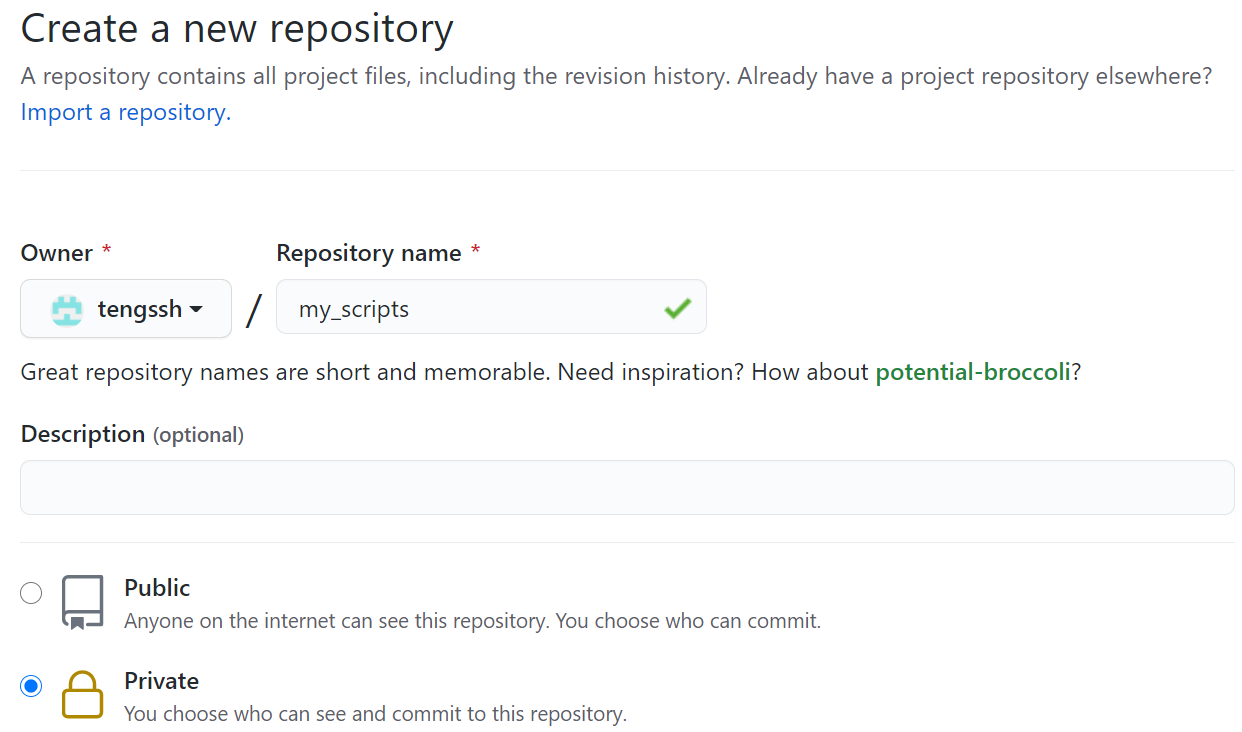 Create a new repository
A repository contains all project files, including the revision history. Already have a project repository elsewhere?
Import a repository.
Owner * Repository name *
tengssh / my_scripts
Great repository names are short and memorable. Need inspiration? How about potential-broccoli?
Description (optional)
Public
Anyone on the internet can see this repository. You choose who can commit.
Private
You choose who can see and commit to this repository.